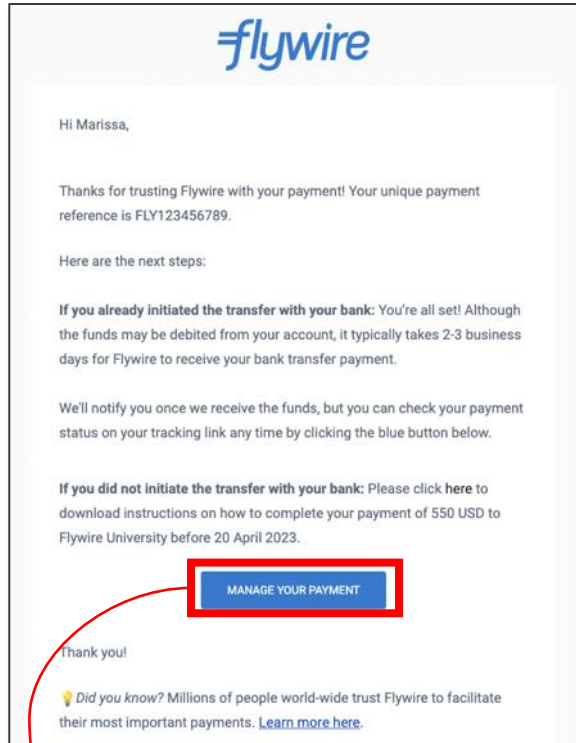 flywire
Hi Marissa,
Thanks for trusting Flywire with your payment! Your unique payment
reference is FLY123456789.
Here are the next steps:
If you already initiated the transfer with your bank: You're all set! Although
the funds may be debited from your account, it typically takes 2-3 business
days for Flywire to receive your bank transfer payment.
We'll notify you once we receive the funds, but you can check your payment
status on your tracking link any time by clicking the blue button below.
If you did not initiate the transfer with your bank: Please click here to
download instructions on how to complete your payment of 550 USD to
Flywire University before 20 April 2023.
MANAGE YOUR PAYMENT
Thank you!
💡 Did you know? Millions of people world-wide trust Flywire to facilitate
their most important payments. Learn more here.